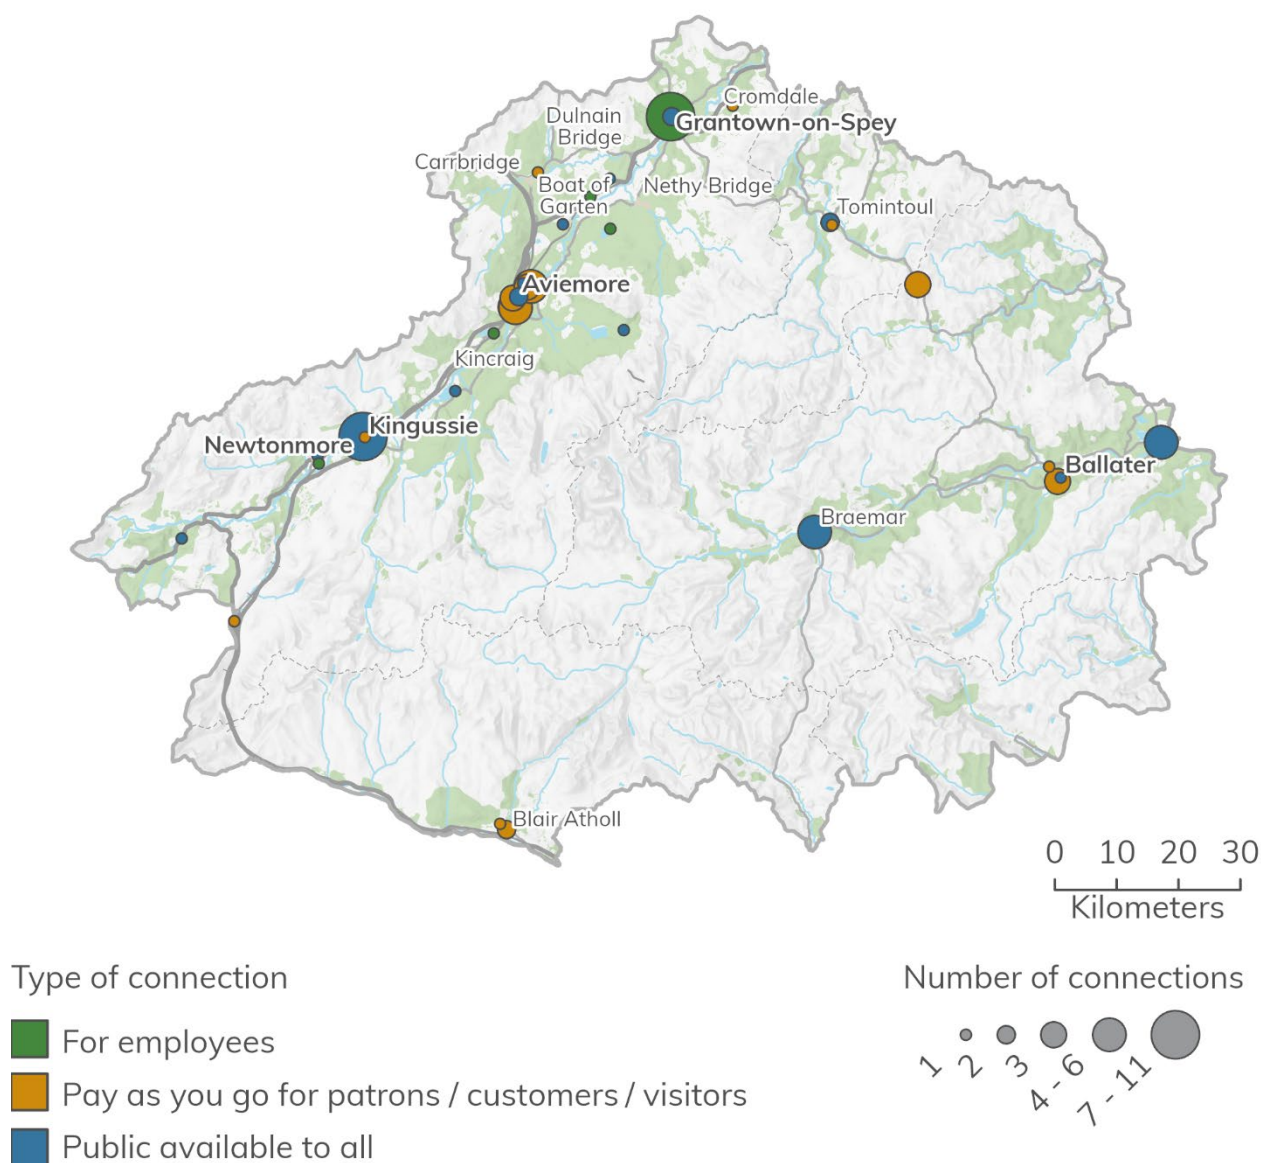 Cromdale
Dulnain
Bridge
Grantown-on-Spey
Carrbridge
Boat of
Garten
Nethy Bridge
Tomintoul
Aviemore
Kincraig
Kingussie
Newtonmore
Ballater
Braemar
Blair Atholl
0 10 20 30
Kilometers
Type of connection
For employees
Pay as you go for patrons / customers / visitors
Public available to all
Number of connections
1
2
3
4 - 6
7 - 11